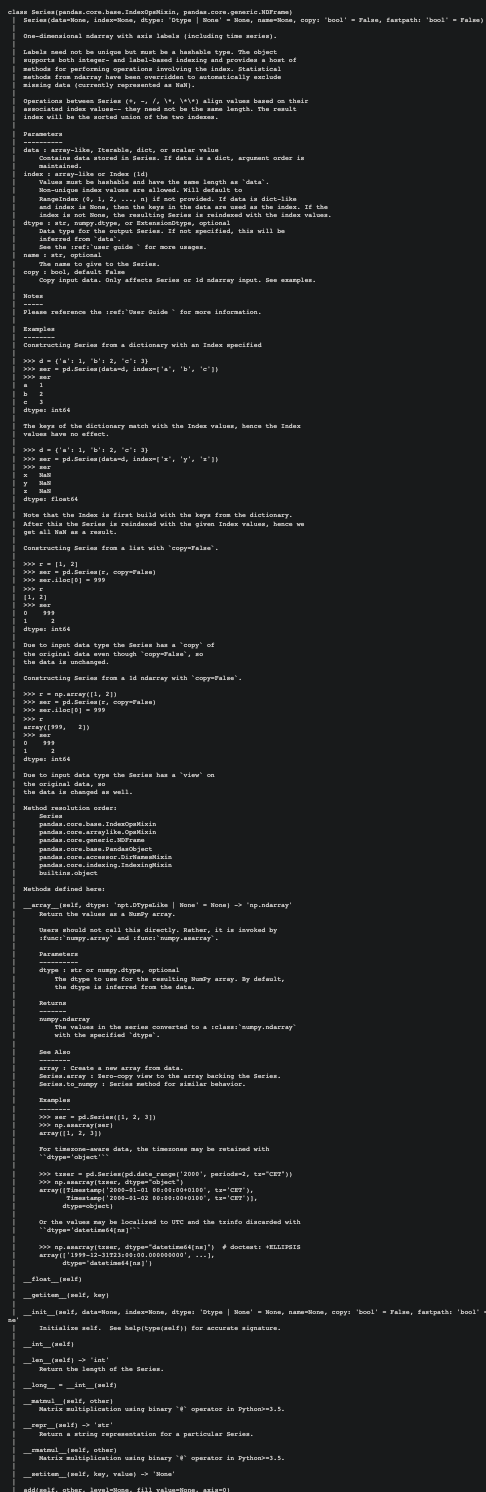 class Series(pandas.core.base.IndexOpsMixin, pandas.core.generic.NDFrame)
 |  Series(data=None, index=None, dtype: 'Dtype | None' = None, name=None, copy: 'bool' = False, fastpath: 'bool' = False)
 |
 |  One-dimensional ndarray with axis labels (including time series).
 |
 |  Labels need not be unique but must be a hashable type. The object
 |  supports both integer- and label-based indexing and provides a host of
 |  methods for performing operations involving the index. Statistical
 |  methods from ndarray have been overridden to automatically exclude
 |  missing data (currently represented as NaN).
 |
 |  Operations between Series (+, -, /, \*, \*\*) align values based on their
 |  associated index values-- they need not be the same length. The result
 |  index will be the sorted union of the two indexes.
 |
 |  Parameters
 |  ----------
 |  data : array-like, Iterable, dict, or scalar value
 |      Contains data stored in Series. If data is a dict, argument order is
 |      maintained.
 |  index : array-like or Index (1d)
 |      Values must be hashable and have the same length as `data`.
 |      Non-unique index values are allowed. Will default to
 |      RangeIndex (0, 1, 2, ..., n) if not provided. If data is dict-like
 |      and index is None, then the keys in the data are used as the index. If the
 |      index is not None, the resulting Series is reindexed with the index values.
 |  dtype : str, numpy.dtype, or ExtensionDtype, optional
 |      Data type for the output Series. If not specified, this will be
 |      inferred from `data`.
 |      See the :ref:`user guide ` for more usages.
 |  name : str, optional
 |      The name to give to the Series.
 |  copy : bool, default False
 |      Copy input data. Only affects Series or 1d ndarray input. See examples.
 |
 |  Notes
 |  -----
 |  Please reference the :ref:`User Guide ` for more information.
 |
 |  Examples
 |  --------
 |  Constructing Series from a dictionary with an Index specified
 |
 |  >>> d = {'a': 1, 'b': 2, 'c': 3}
 |  >>> ser = pd.Series(data=d, index=['a', 'b', 'c'])
 |  >>> ser
 |  a   1
 |  b   2
 |  c   3
 |  dtype: int64
 |
 |  The keys of the dictionary match with the Index values, hence the Index
 |  values have no effect.
 |
 |  >>> d = {'a': 1, 'b': 2, 'c': 3}
 |  >>> ser = pd.Series(data=d, index=['x', 'y', 'z'])
 |  >>> ser
 |  x   NaN
 |  y   NaN
 |  z   NaN
 |  dtype: float64
 |
 |  Note that the Index is first build with the keys from the dictionary.
 |  After this the Series is reindexed with the given Index values, hence we
 |  get all NaN as a result.
 |
 |  Constructing Series from a list with `copy=False`.
 |
 |  >>> r = [1, 2]
 |  >>> ser = pd.Series(r, copy=False)
 |  >>> ser.iloc[0] = 999
 |  >>> r
 |  [1, 2]
 |  >>> ser
 |  0    999
 |  1      2
 |  dtype: int64
 |
 |  Due to input data type the Series has a `copy` of
 |  the original data even though `copy=False`, so
 |  the data is unchanged.
 |
 |  Constructing Series from a 1d ndarray with `copy=False`.
 |
 |  >>> r = np.array([1, 2])
 |  >>> ser = pd.Series(r, copy=False)
 |  >>> ser.iloc[0] = 999
 |  >>> r
 |  array([999,   2])
 |  >>> ser
 |  0    999
 |  1      2
 |  dtype: int64
 |
 |  Due to input data type the Series has a `view` on
 |  the original data, so
 |  the data is changed as well.
 |
 |  Method resolution order:
 |      Series
 |      pandas.core.base.IndexOpsMixin
 |      pandas.core.arraylike.OpsMixin
 |      pandas.core.generic.NDFrame
 |      pandas.core.base.PandasObject
 |      pandas.core.accessor.DirNamesMixin
 |      pandas.core.indexing.IndexingMixin
 |      builtins.object
 |
 |  Methods defined here:
 |
 |  __array__(self, dtype: 'npt.DTypeLike | None' = None) -> 'np.ndarray'
 |      Return the values as a NumPy array.
 |
 |      Users should not call this directly. Rather, it is invoked by
 |      :func:`numpy.array` and :func:`numpy.asarray`.
 |
 |      Parameters
 |      ----------
 |      dtype : str or numpy.dtype, optional
 |          The dtype to use for the resulting NumPy array. By default,
 |          the dtype is inferred from the data.
 |
 |      Returns
 |      -------
 |      numpy.ndarray
 |          The values in the series converted to a :class:`numpy.ndarray`
 |          with the specified `dtype`.
 |
 |      See Also
 |      --------
 |      array : Create a new array from data.
 |      Series.array : Zero-copy view to the array backing the Series.
 |      Series.to_numpy : Series method for similar behavior.
 |
 |      Examples
 |      --------
 |      >>> ser = pd.Series([1, 2, 3])
 |      >>> np.asarray(ser)
 |      array([1, 2, 3])
 |
 |      For timezone-aware data, the timezones may be retained with
 |      ``dtype='object'``
 |
 |      >>> tzser = pd.Series(pd.date_range('2000', periods=2, tz="CET"))
 |      >>> np.asarray(tzser, dtype="object")
 |      array([Timestamp('2000-01-01 00:00:00+0100', tz='CET'),
 |             Timestamp('2000-01-02 00:00:00+0100', tz='CET')],
 |            dtype=object)
 |
 |      Or the values may be localized to UTC and the tzinfo discarded with
 |      ``dtype='datetime64[ns]'``
 |
 |      >>> np.asarray(tzser, dtype="datetime64[ns]")  # doctest: +ELLIPSIS
 |      array(['1999-12-31T23:00:00.000000000', ...],
 |            dtype='datetime64[ns]')
 |
 |  __float__(self)
 |
 |  __getitem__(self, key)
 |
 |  __init__(self, data=None, index=None, dtype: 'Dtype | None' = None, name=None, copy: 'bool' = False, fastpath: 'bool' =
ne'
 |      Initialize self.  See help(type(self)) for accurate signature.
 |
 |  __int__(self)
 |
 |  __len__(self) -> 'int'
 |      Return the length of the Series.
 |
 |  __long__ = __int__(self)
 |
 |  __matmul__(self, other)
 |      Matrix multiplication using binary `@` operator in Python>=3.5.
 |
 |  __repr__(self) -> 'str'
 |      Return a string representation for a particular Series.
 |
 |  __rmatmul__(self, other)
 |      Matrix multiplication using binary `@` operator in Python>=3.5.
 |
 |  __setitem__(self, key, value) -> 'None'
 |
 |  add(self, other, level=None, fill_value=None, axis=0)